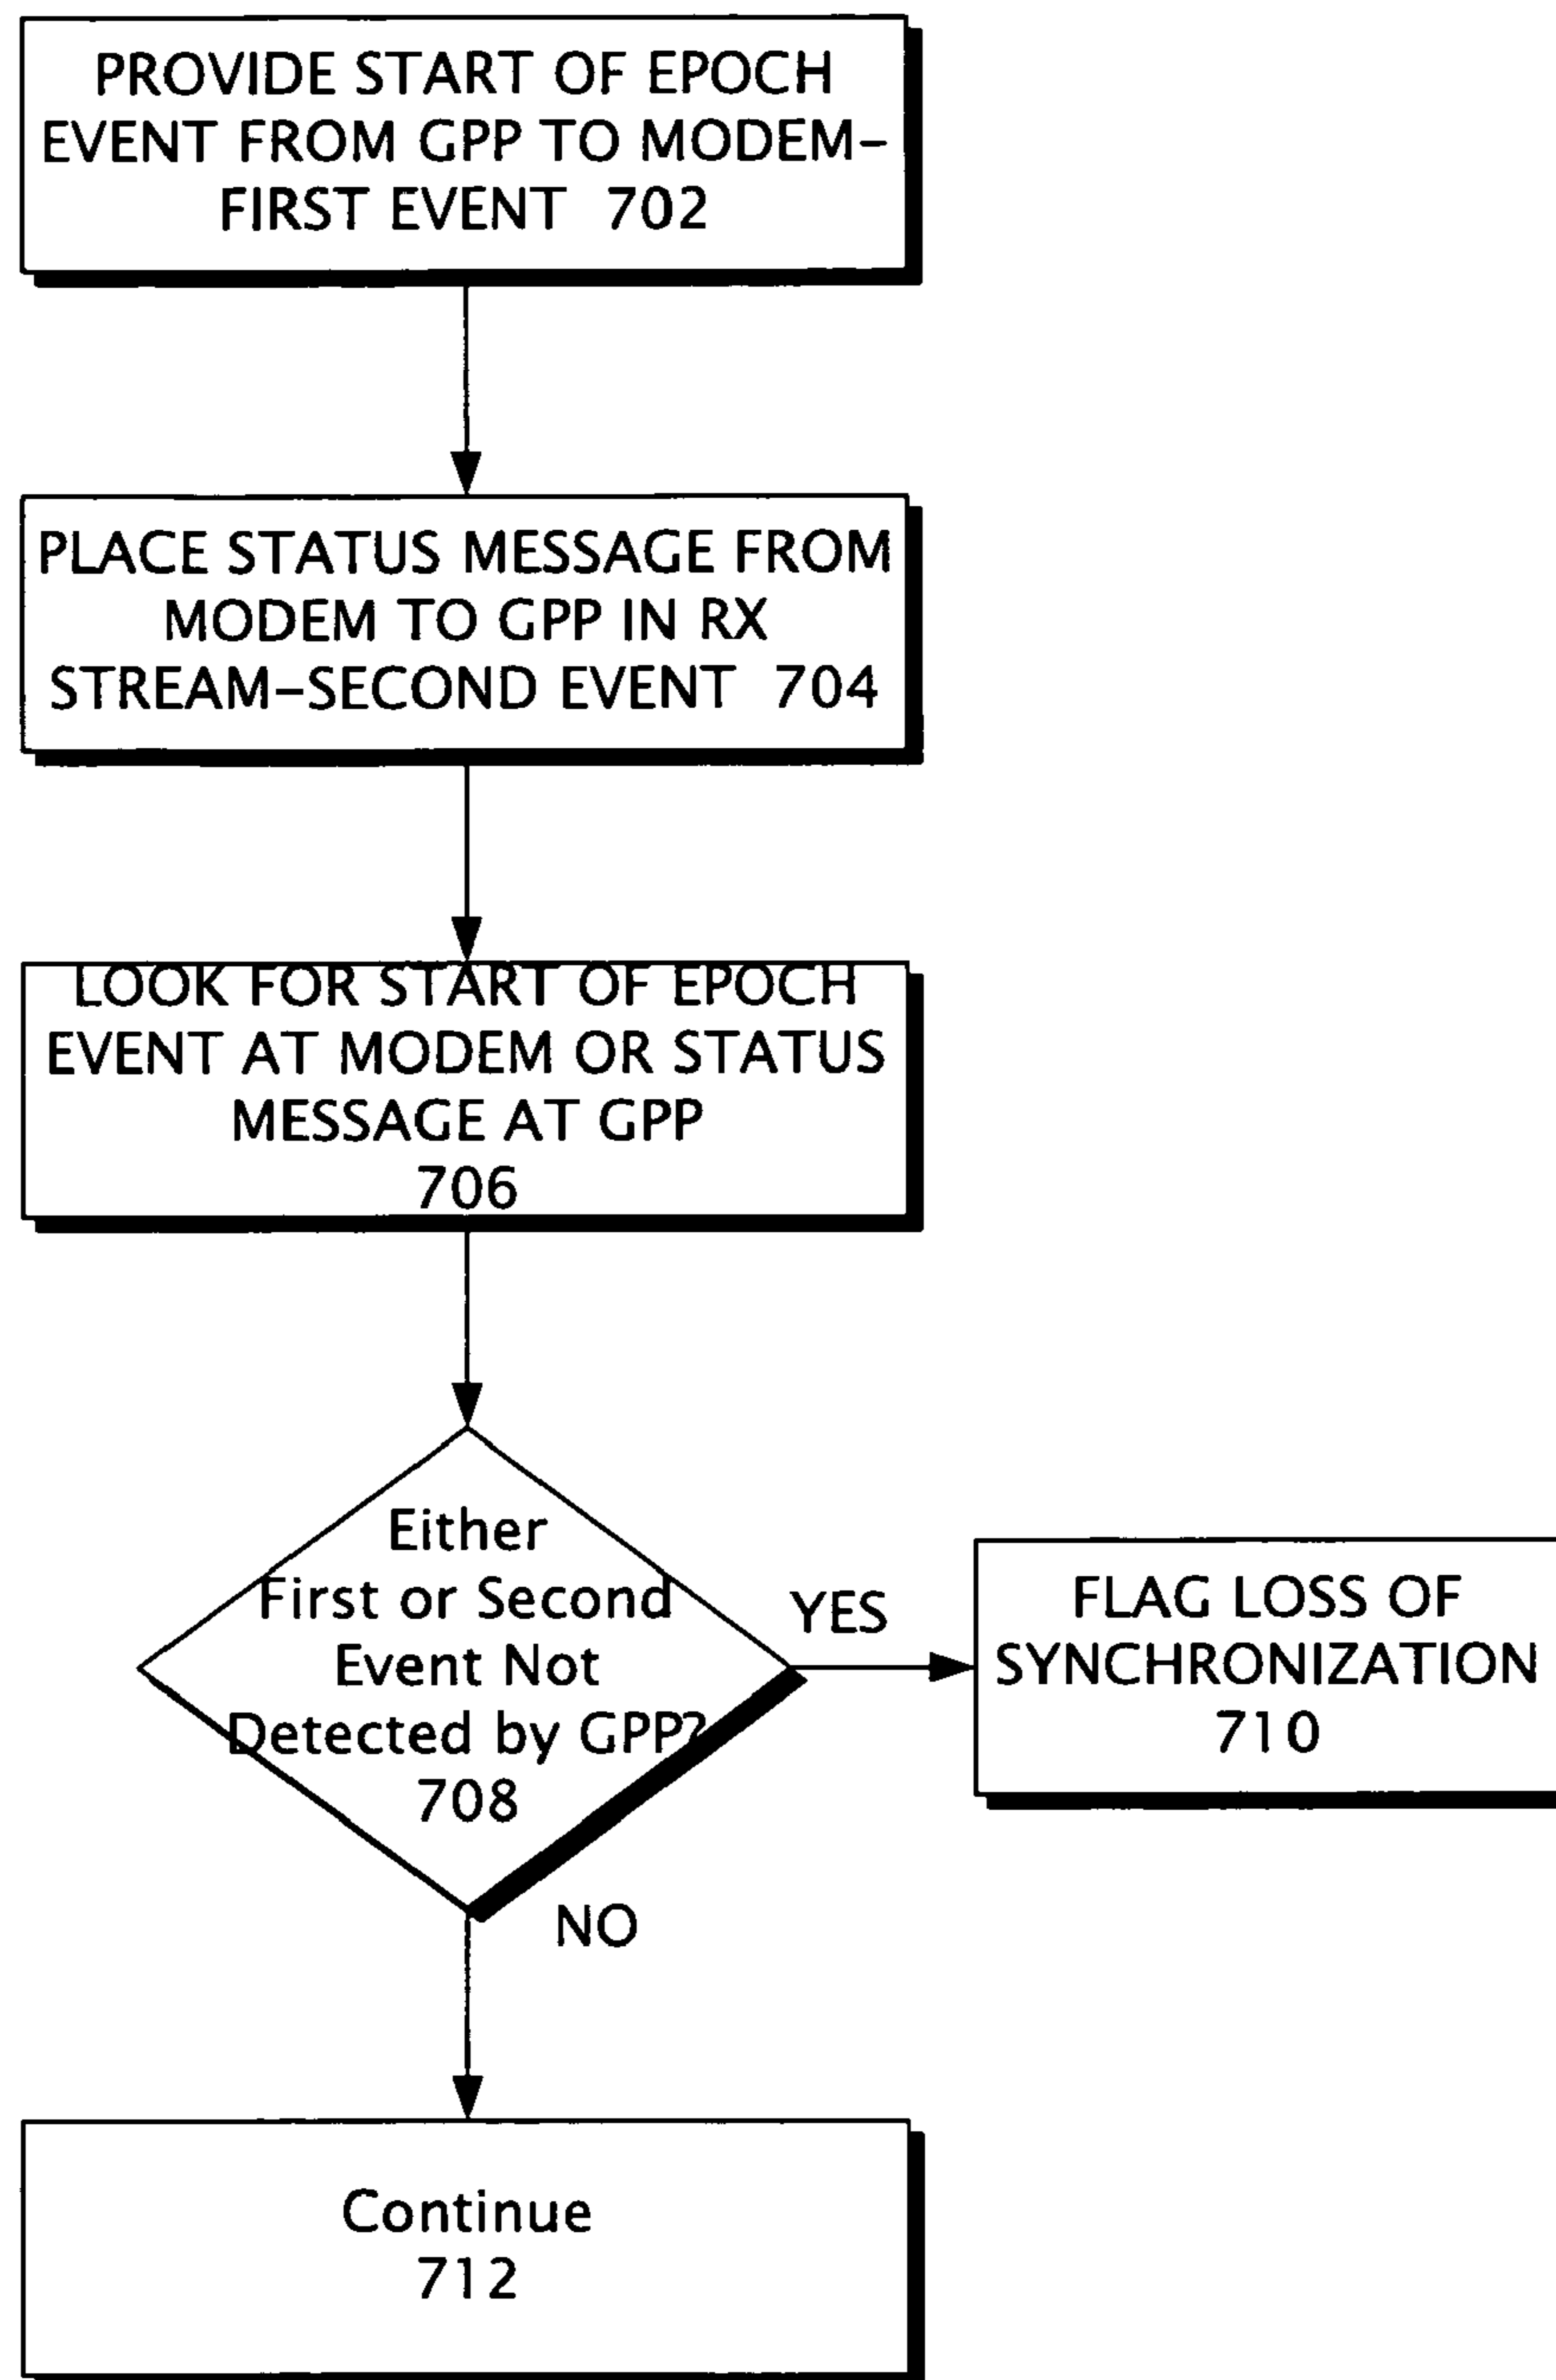 PROVIDE START OF EPOCH
EVENT FROM GPP TO MODEM-
FIRST EVENT 702
PLACE STATUS MESSAGE FROM
MODEM TO GPP IN RX
STREAM-SECOND EVENT 704
LOOK FOR START OF EPOCH
EVENT AT MODEM OR STATUS
MESSAGE AT GPP
706
Either
First or Second
Event Not
Detected by GPP?
708
YES
FLAG LOSS OF
SYNCHRONIZATION
710
NO
Continue
712